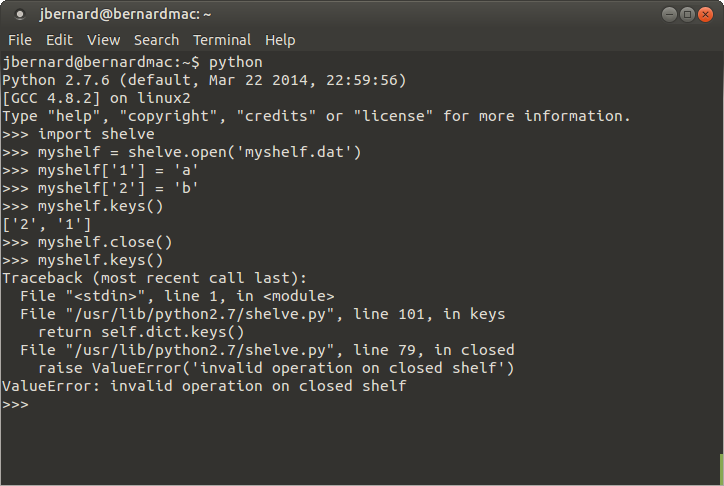 jbernard@bernardmac: ~
File Edit View Search Terminal Help
jbernard@bernardmac:~$ python
Python 2.7.6 (default, Mar 22 2014, 22:59:56)
[GCC 4.8.2] on linux2
Type "help", "copyright", "credits" or "license" for more information.
>>> import shelve
>>> myshelf = shelve.open('myshelf.dat')
>>> myshelf['1'] = 'a'
>>> myshelf['2'] = 'b'
>>> myshelf.keys()
['2', '1']
>>> myshelf.close()
>>> myshelf.keys()
Traceback (most recent call last):
  File "<stdin>", line 1, in <module>
  File "/usr/lib/python2.7/shelve.py", line 101, in keys
    return self.dict.keys()
  File "/usr/lib/python2.7/shelve.py", line 79, in closed
    raise ValueError('invalid operation on closed shelf')
ValueError: invalid operation on closed shelf
>>>